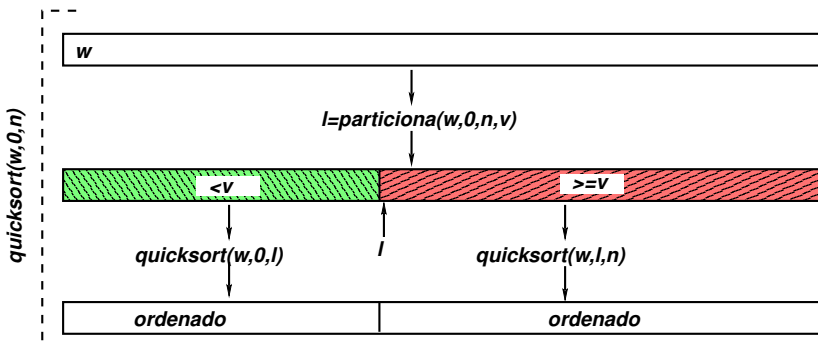 quicksort(w,0,n)
w
l=particiona(w,0,n,v)
<v
>=v
quicksort(w,0,l)
l
quicksort(w,l,n)
ordenado
ordenado